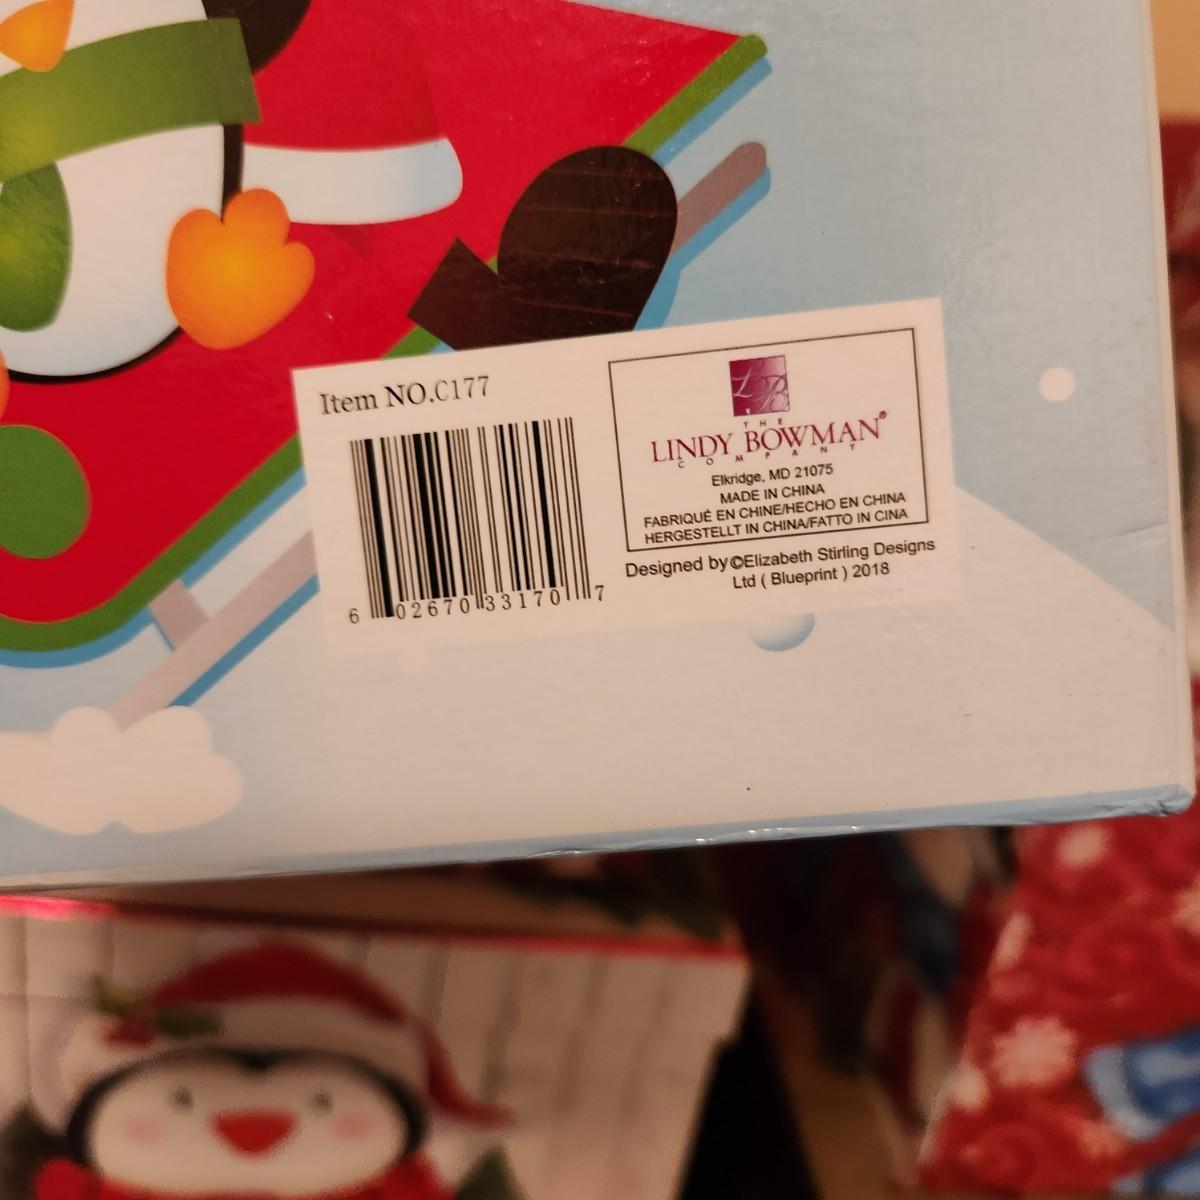 Item NO.C177
6 02670 33170 7
LB
THE
LINDY BOWMAN®
COMPANY
Elkridge, MD 21075
MADE IN CHINA
FABRIQUÉ EN CHINE/HECHO EN CHINA
HERGESTELLT IN CHINA/FATTO IN CINA
Designed by ©Elizabeth Stirling Designs
Ltd ( Blueprint ) 2018